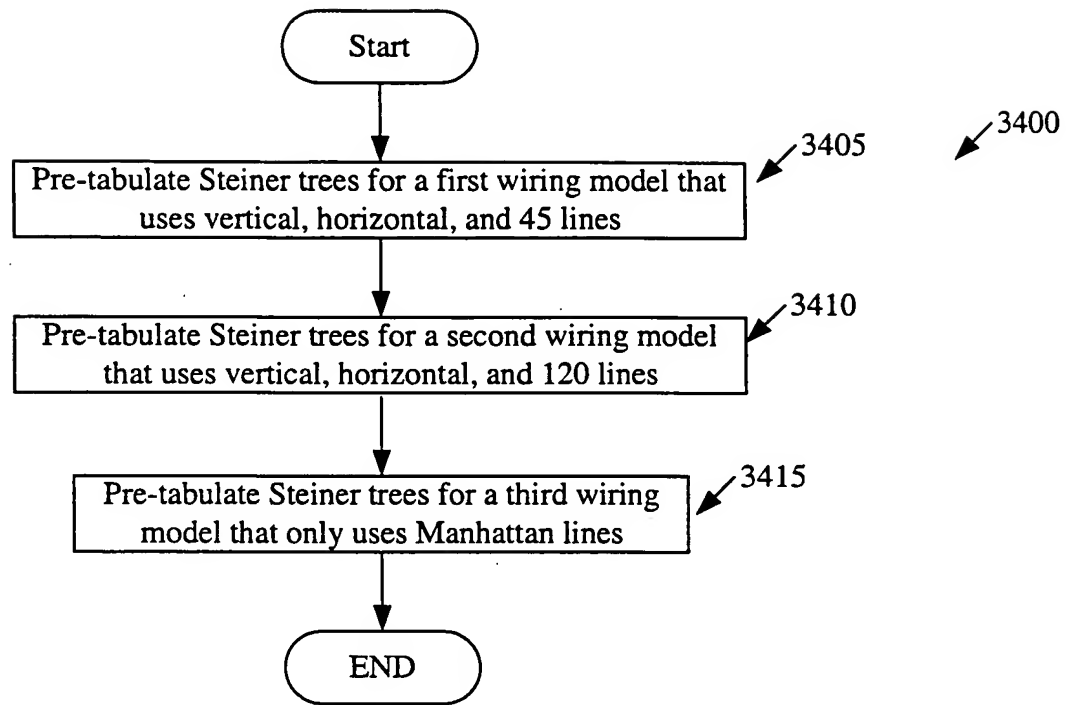 Start
3400
3405
Pre-tabulate Steiner trees for a first wiring model that
uses vertical, horizontal, and 45 lines
3410
Pre-tabulate Steiner trees for a second wiring model
that uses vertical, horizontal, and 120 lines
3415
Pre-tabulate Steiner trees for a third wiring
model that only uses Manhattan lines
END